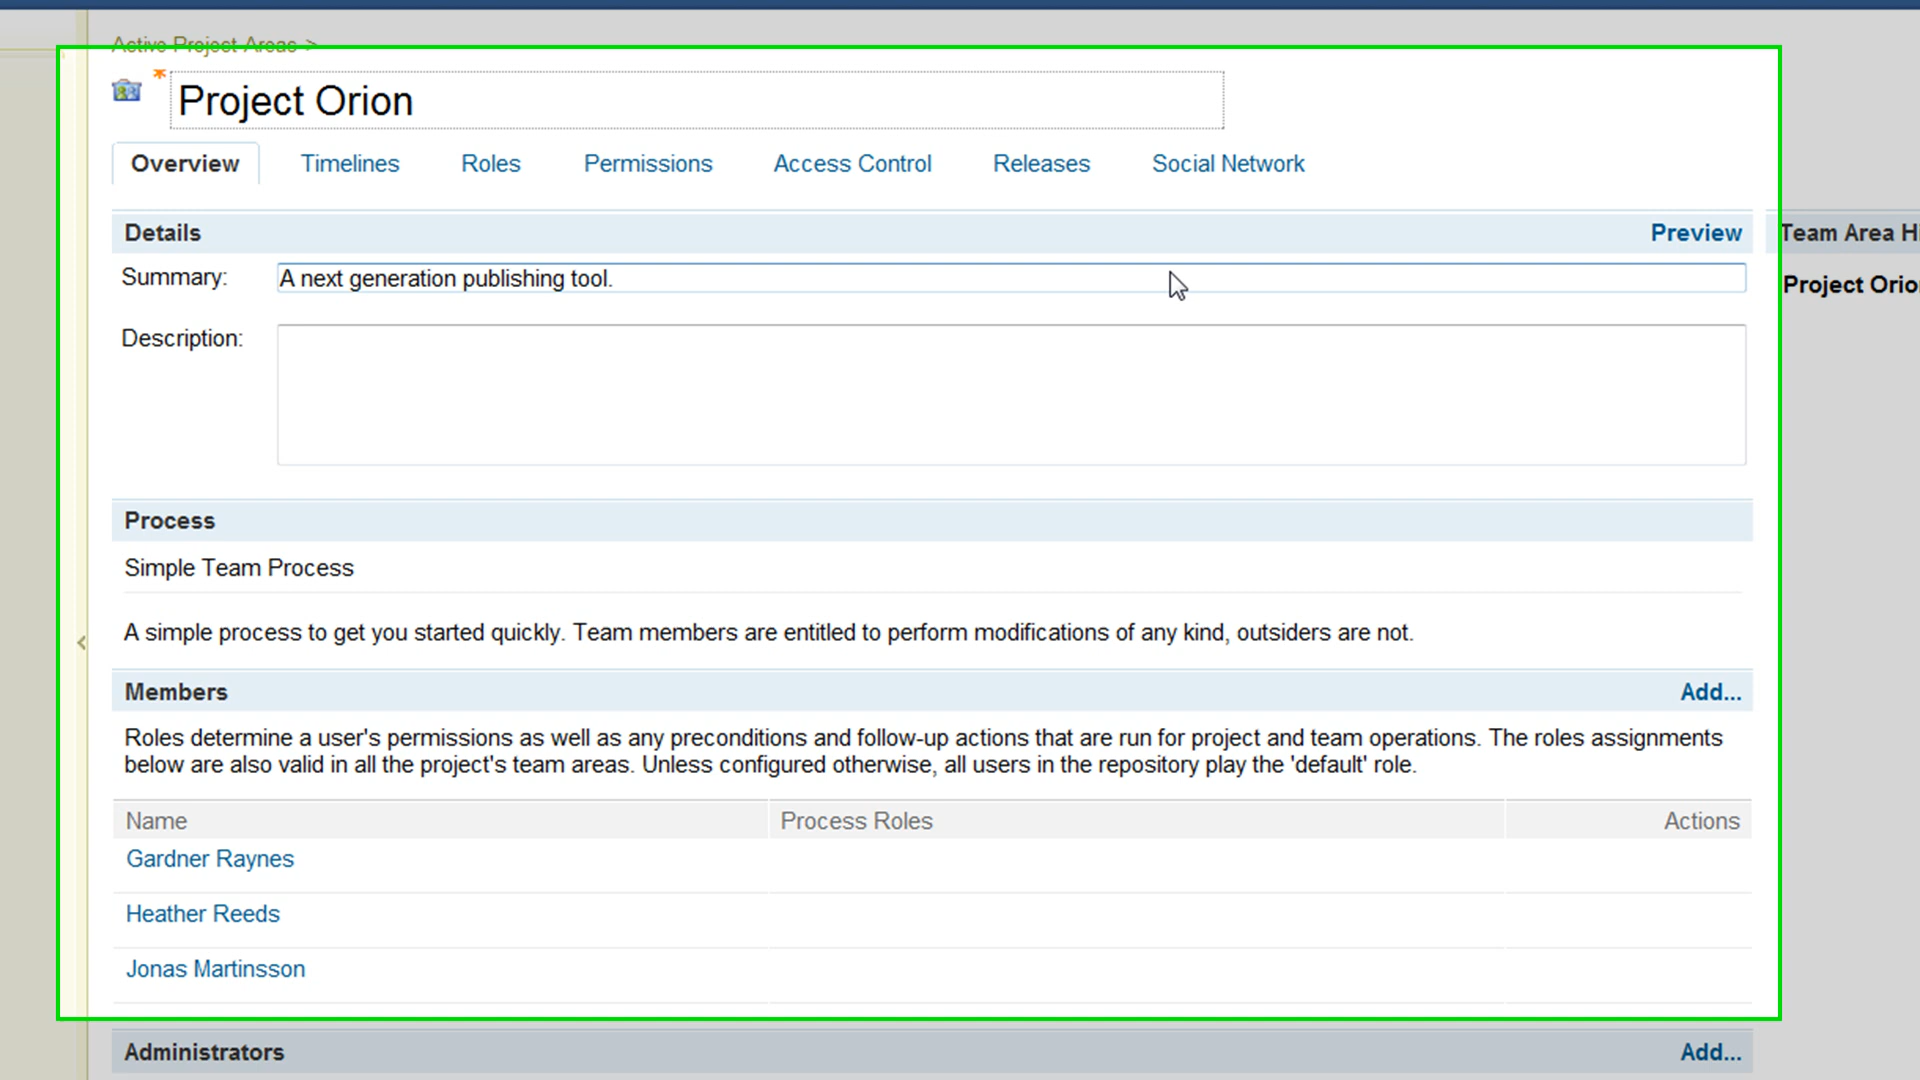 Active Project Areas >
Project Orion
Overview Timelines Roles Permissions Access Control Releases Social Network
Details Preview
Team Area Hi
Summary: A next generation publishing tool.
Project Orio
Description:
Process
Simple Team Process
A simple process to get you started quickly. Team members are entitled to perform modifications of any kind, outsiders are not.
Members Add...
Roles determine a user's permissions as well as any preconditions and follow-up actions that are run for project and team operations. The roles assignments
below are also valid in all the project's team areas. Unless configured otherwise, all users in the repository play the 'default' role.
Name Process Roles Actions
Gardner Raynes
Heather Reeds
Jonas Martinsson
Administrators Add...